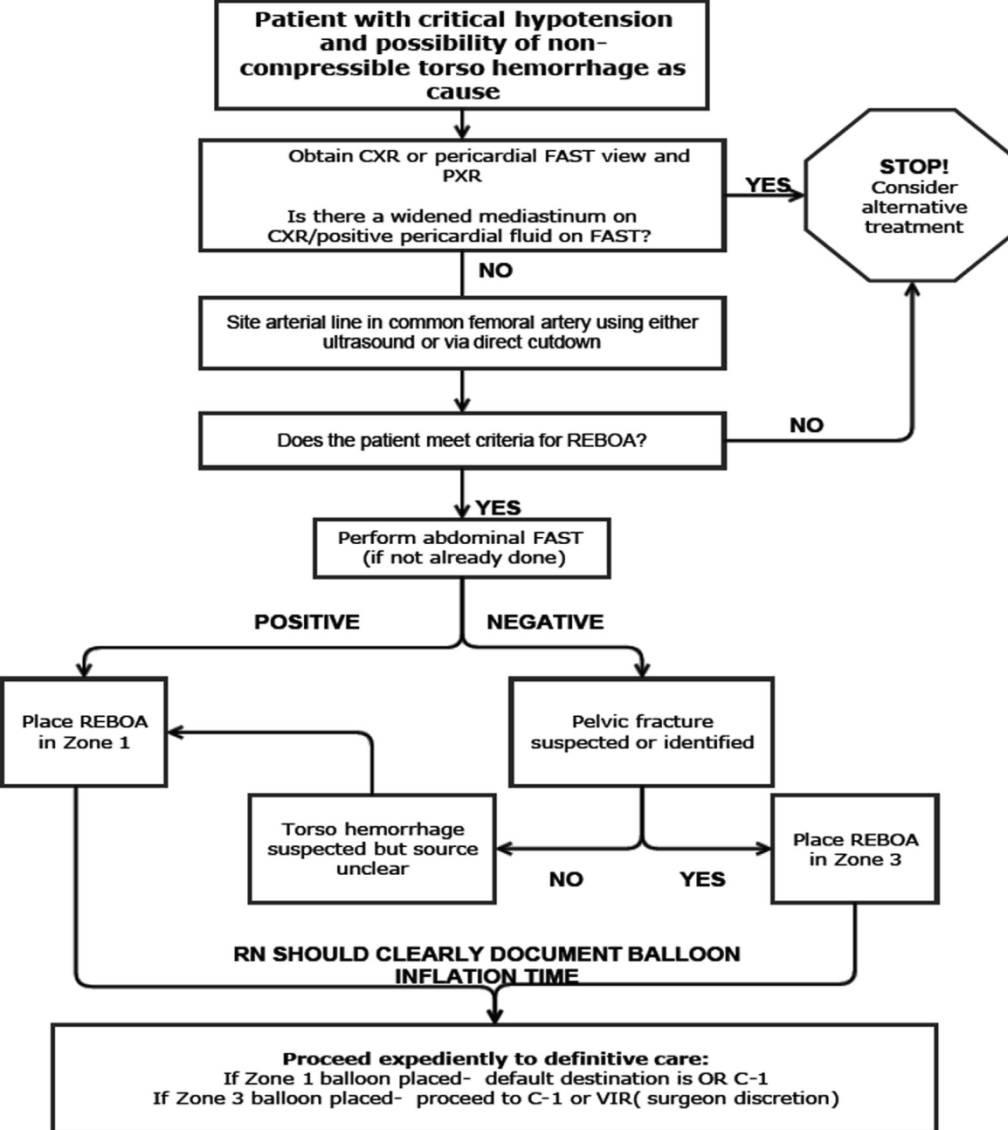 Patient with critical hypotension
and possibility of non-
compressible torso hemorrhage as
cause
Obtain CXR or pericardial FAST view and
PXR
Is there a widened mediastinum on
CXR/positive pericardial fluid on FAST?
YES
STOP!
Consider
alternative
treatment
NO
Site arterial line in common femoral artery using either
ultrasound or via direct cutdown
Does the patient meet criteria for REBOA?
NO
YES
Perform abdominal FAST
(if not already done)
POSITIVE
NEGATIVE
Place REBOA
in Zone 1
Pelvic fracture
suspected or identified
Torso hemorrhage
suspected but source
unclear
NO
YES
Place REBOA
in Zone 3
RN SHOULD CLEARLY DOCUMENT BALLOON
INFLATION TIME
Proceed expediently to definitive care:
If Zone 1 balloon placed-  default destination is OR C-1
If Zone 3 balloon placed-  proceed to C-1 or VIR( surgeon discretion)